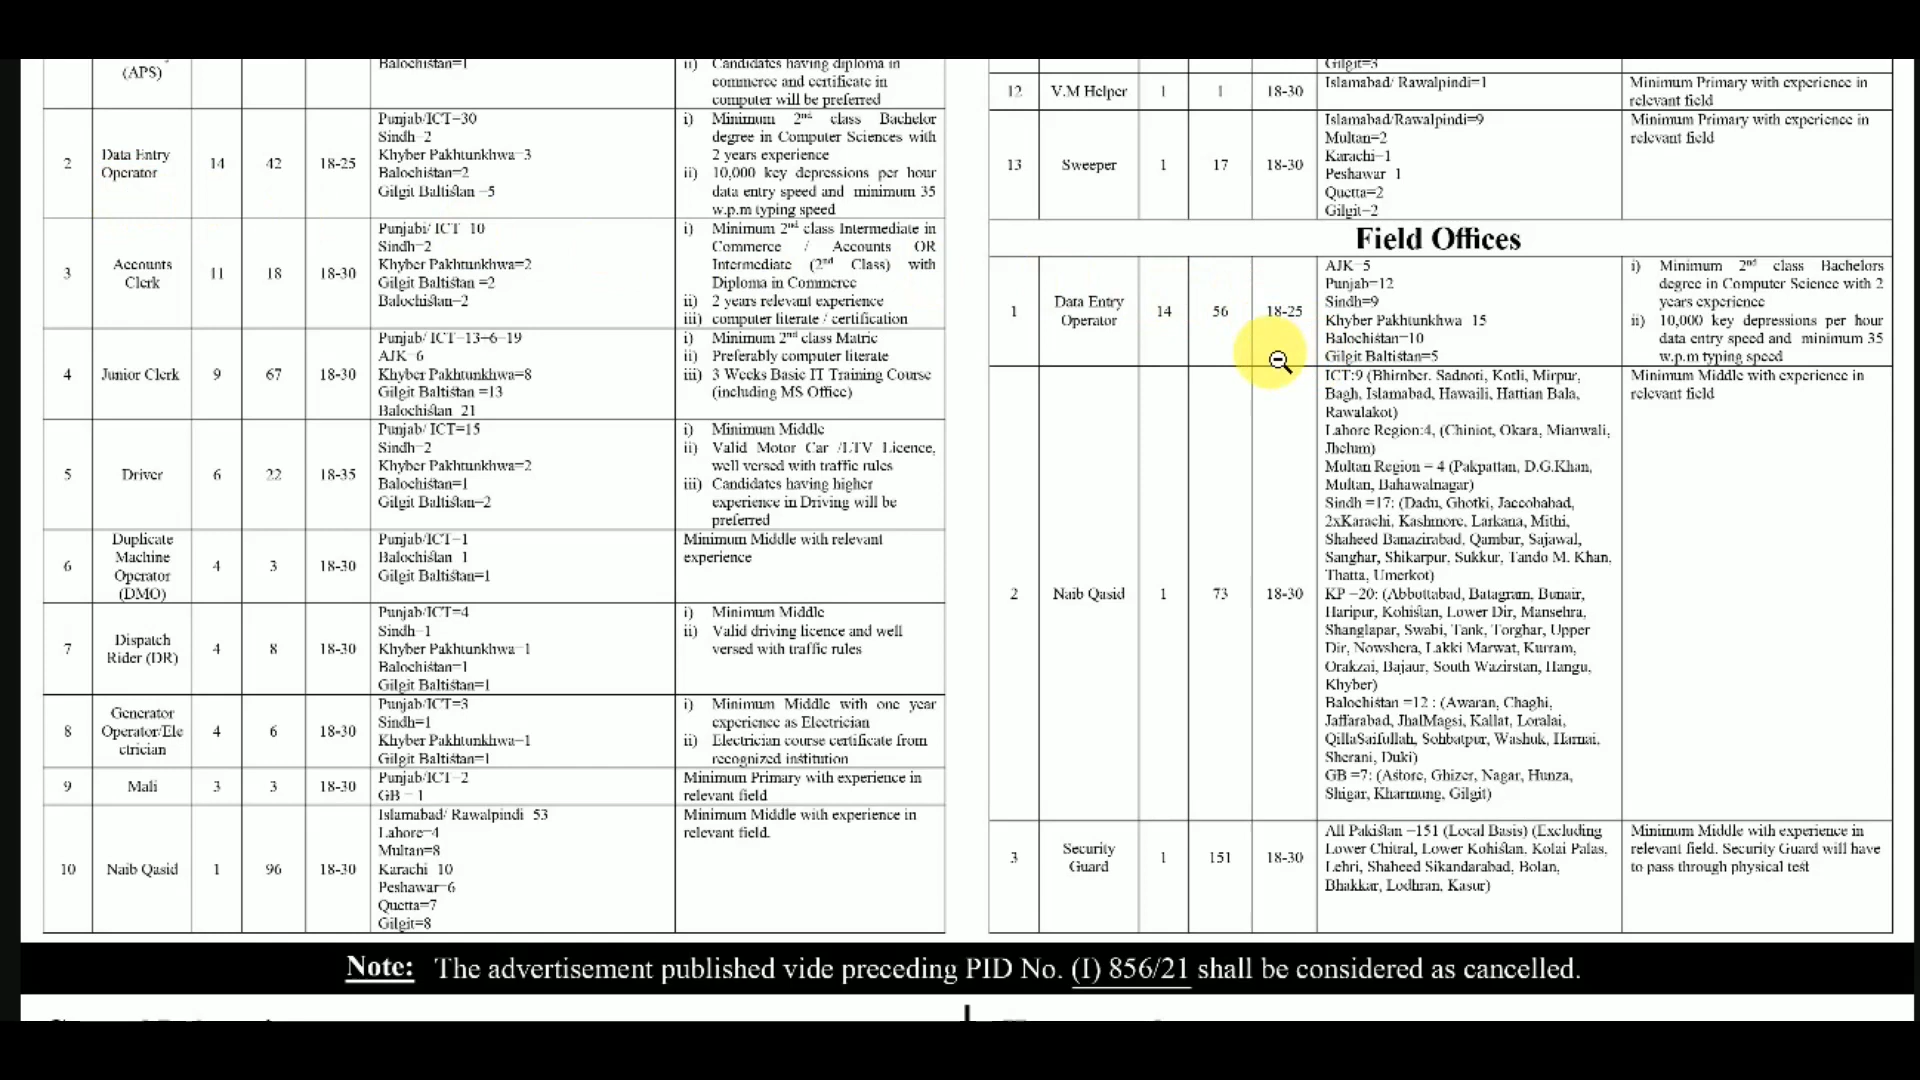 (APS)
Balochistan=1
ii) Candidates having diploma in
commerce and certificate in
computer will be preferred
2
Data Entry
Operator
14
42
18-25
Punjab/ICT=30
Sindh=2
Khyber Pakhtunkhwa=3
Balochistan=2
Gilgit Baltistan =5
i) Minimum 2nd class Bachelor
degree in Computer Sciences with
2 years experience
ii) 10,000 key depressions per hour
data entry speed and minimum 35
w.p.m typing speed
3
Accounts
Clerk
11
18
18-30
Punjabi/ ICT=10
Sindh=2
Khyber Pakhtunkhwa=2
Gilgit Baltistan =2
Balochistan=2
i) Minimum 2nd class Intermediate in
Commerce / Accounts OR
Intermediate (2nd Class) with
Diploma in Commerce
ii) 2 years relevant experience
iii) computer literate / certification
4
Junior Clerk
9
67
18-30
Punjab/ ICT=13+6=19
AJK=6
Khyber Pakhtunkhwa=8
Gilgit Baltistan =13
Balochistan=21
i) Minimum 2nd class Matric
ii) Preferably computer literate
iii) 3 Weeks Basic IT Training Course
(including MS Office)
5
Driver
6
22
18-35
Punjab/ ICT=15
Sindh=2
Khyber Pakhtunkhwa=2
Balochistan=1
Gilgit Baltistan=2
i) Minimum Middle
ii) Valid Motor Car /LTV Licence,
well versed with traffic rules
iii) Candidates having higher
experience in Driving will be
preferred
6
Duplicate
Machine
Operator
(DMO)
4
3
18-30
Punjab/ICT=1
Balochistan=1
Gilgit Baltistan=1
Minimum Middle with relevant
experience
7
Dispatch
Rider (DR)
4
8
18-30
Punjab/ICT=4
Sindh=1
Khyber Pakhtunkhwa=1
Balochistan=1
Gilgit Baltistan=1
i) Minimum Middle
ii) Valid driving licence and well
versed with traffic rules
8
Generator
Operator/Ele
ctrician
4
6
18-30
Punjab/ICT=3
Sindh=1
Khyber Pakhtunkhwa=1
Gilgit Baltistan=1
i) Minimum Middle with one year
experience as Electrician
ii) Electrician course certificate from
recognized institution
9
Mali
3
3
18-30
Punjab/ICT=2
GB = 1
Minimum Primary with experience in
relevant field
10
Naib Qasid
1
96
18-30
Islamabad/ Rawalpindi=53
Lahore=4
Multan=8
Karachi=10
Peshawar=6
Quetta=7
Gilgit=8
Minimum Middle with experience in
relevant field.
Gilgit=3
12
V.M Helper
1
1
18-30
Islamabad/ Rawalpindi=1
Minimum Primary with experience in
relevant field
13
Sweeper
1
17
18-30
Islamabad/Rawalpindi=9
Multan=2
Karachi=1
Peshawar=1
Quetta=2
Gilgit=2
Minimum Primary with experience in
relevant field
Field Offices
1
Data Entry
Operator
14
56
18-25
AJK=5
Punjab=12
Sindh=9
Khyber Pakhtunkhwa=15
Balochistan=10
Gilgit Baltistan=5
i) Minimum 2nd class Bachelors
degree in Computer Science with 2
years experience
ii) 10,000 key depressions per hour
data entry speed and minimum 35
w.p.m typing speed
2
Naib Qasid
1
73
18-30
ICT:9 (Bhimber. Sadnoti, Kotli, Mirpur,
Bagh, Islamabad, Hawaili, Hattian Bala,
Rawalakot)
Lahore Region:4, (Chiniot, Okara, Mianwali,
Jhelum)
Multan Region = 4 (Pakpattan, D.G.Khan,
Multan, Bahawalnagar)
Sindh =17: (Dadu, Ghotki, Jaccobabad,
2xKarachi, Kashmore, Larkana, Mithi,
Shaheed Banazirabad, Qambar, Sajawal,
Sanghar, Shikarpur, Sukkur, Tando M. Khan,
Thatta, Umerkot)
KP =20: (Abbottabad, Batagram, Bunair,
Haripur, Kohistan, Lower Dir, Mansehra,
Shanglapar, Swabi, Tank, Torghar, Upper
Dir, Nowshera, Lakki Marwat, Kurram,
Orakzai, Bajaur, South Wazirstan, Hangu,
Khyber)
Balochistan =12 : (Awaran, Chaghi,
Jaffarabad, JhalMagsi, Kallat, Loralai,
QillaSaifullah, Sohbatpur, Washuk, Harnai,
Sherani, Duki)
GB =7: (Astore, Ghizer, Nagar, Hunza,
Shigar, Kharmung, Gilgit)
Minimum Middle with experience in
relevant field
3
Security
Guard
1
151
18-30
All Pakistan =151 (Local Basis) (Excluding
Lower Chitral, Lower Kohistan. Kolai Palas,
Lehri, Shaheed Sikandarabad, Bolan,
Bhakkar, Lodhran, Kasur)
Minimum Middle with experience in
relevant field. Security Guard will have
to pass through physical test
Note: The advertisement published vide preceding PID No. (I) 856/21 shall be considered as cancelled.